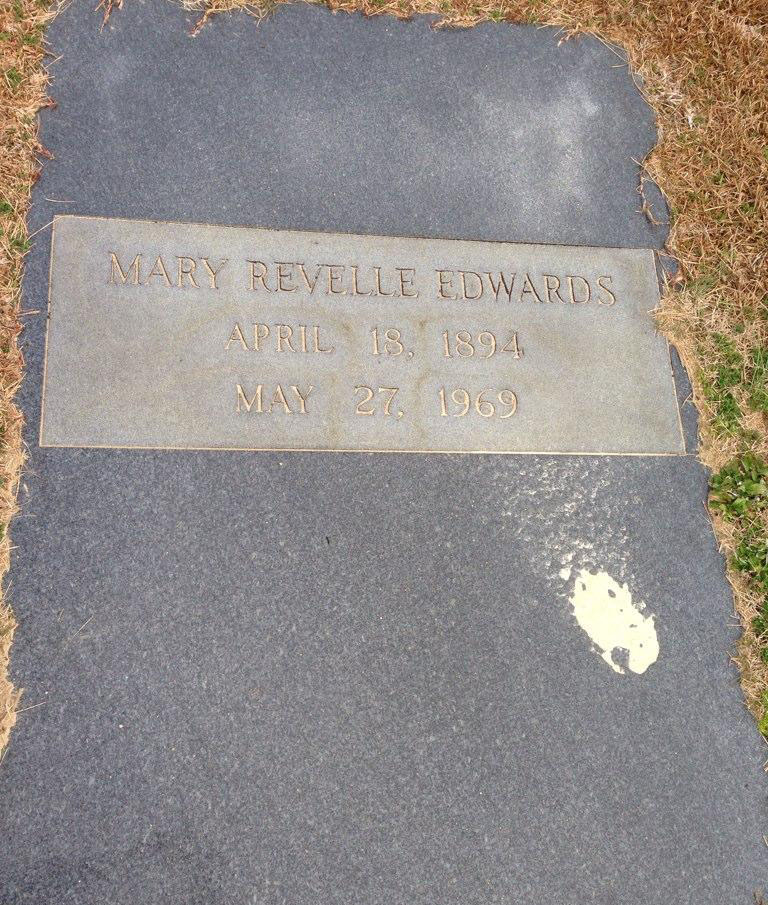 MARY REVELLE EDWARDS
APRIL 18, 1894
MAY 27, 1969